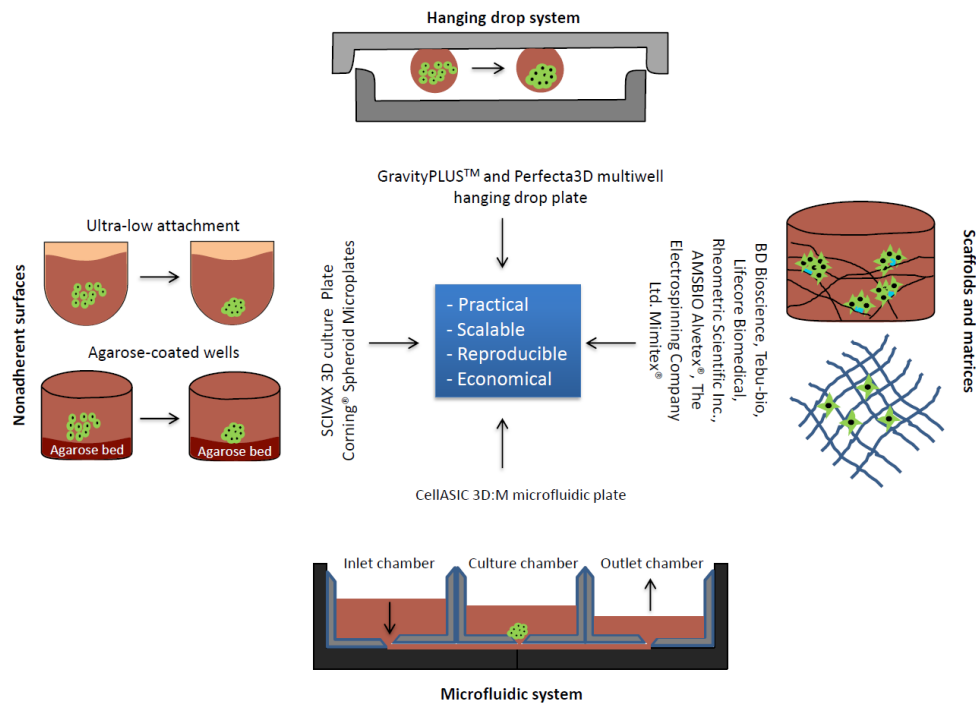 Hanging drop system
GravityPLUS™ and Perfecta3D multiwell
hanging drop plate
Nonadherent surfaces
Ultra-low attachment
Agarose-coated wells
Agarose bed
Agarose bed
SCIVAX 3D culture Plate
Corning® Spheroid Microplates
- Practical
- Scalable
- Reproducible
- Economical
BD Bioscience, Tebu-bio,
Lifecore Biomedical,
Rheometric Scientific Inc.,
AMSBIO Alvetex®, The
Electrospinning Company
Ltd. Mimitex®
Scaffolds and matrices
CellASIC 3D:M microfluidic plate
Inlet chamber
Culture chamber
Outlet chamber
Microfluidic system